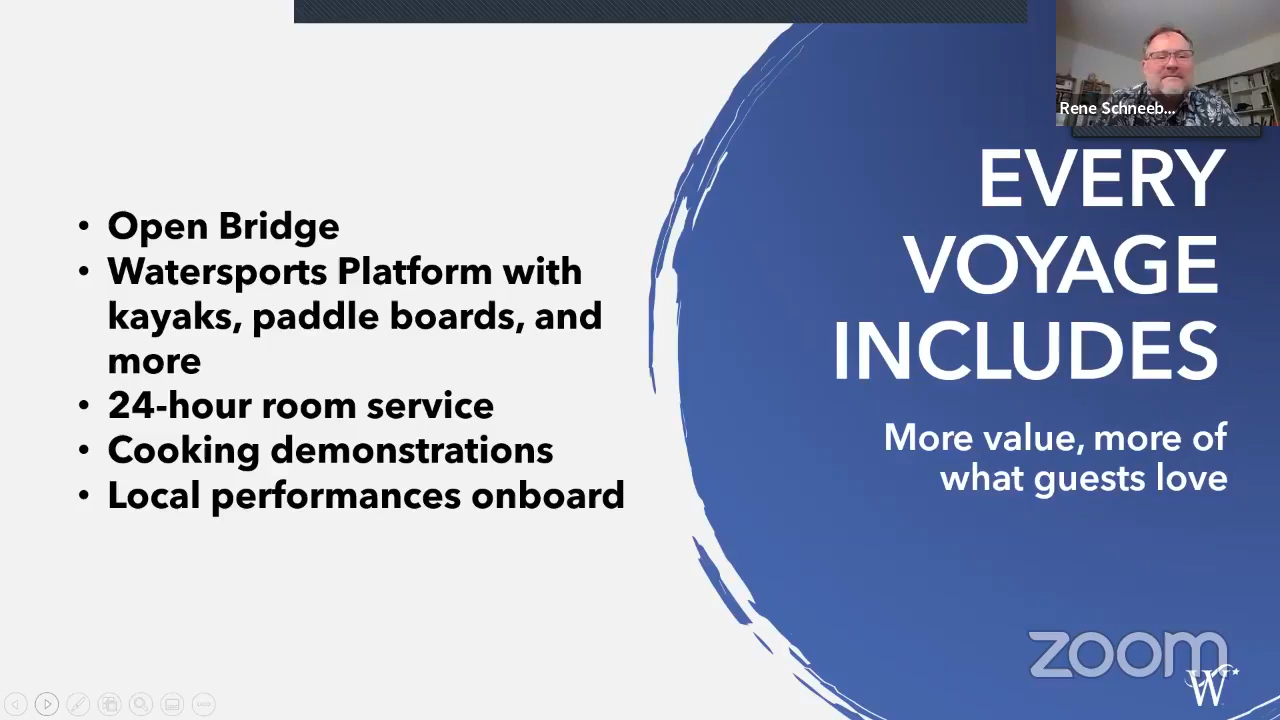 Rene Schneeb...
EVERY
VOYAGE
INCLUDES
More value, more of
what guests love
• Open Bridge
• Watersports Platform with
kayaks, paddle boards, and
more
• 24-hour room service
• Cooking demonstrations
• Local performances onboard
zoom
W